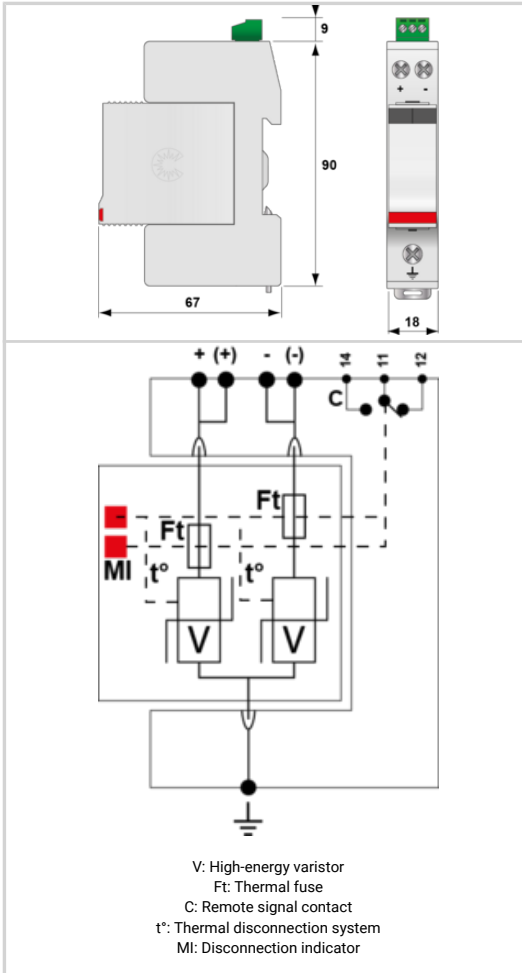 9
+ -
90
67
18
+ (+) - (-) 14 11 12
C
Ft
Ft
MI t° t°
V V
V: High-energy varistor
Ft: Thermal fuse
C: Remote signal contact
t°: Thermal disconnection system
MI: Disconnection indicator